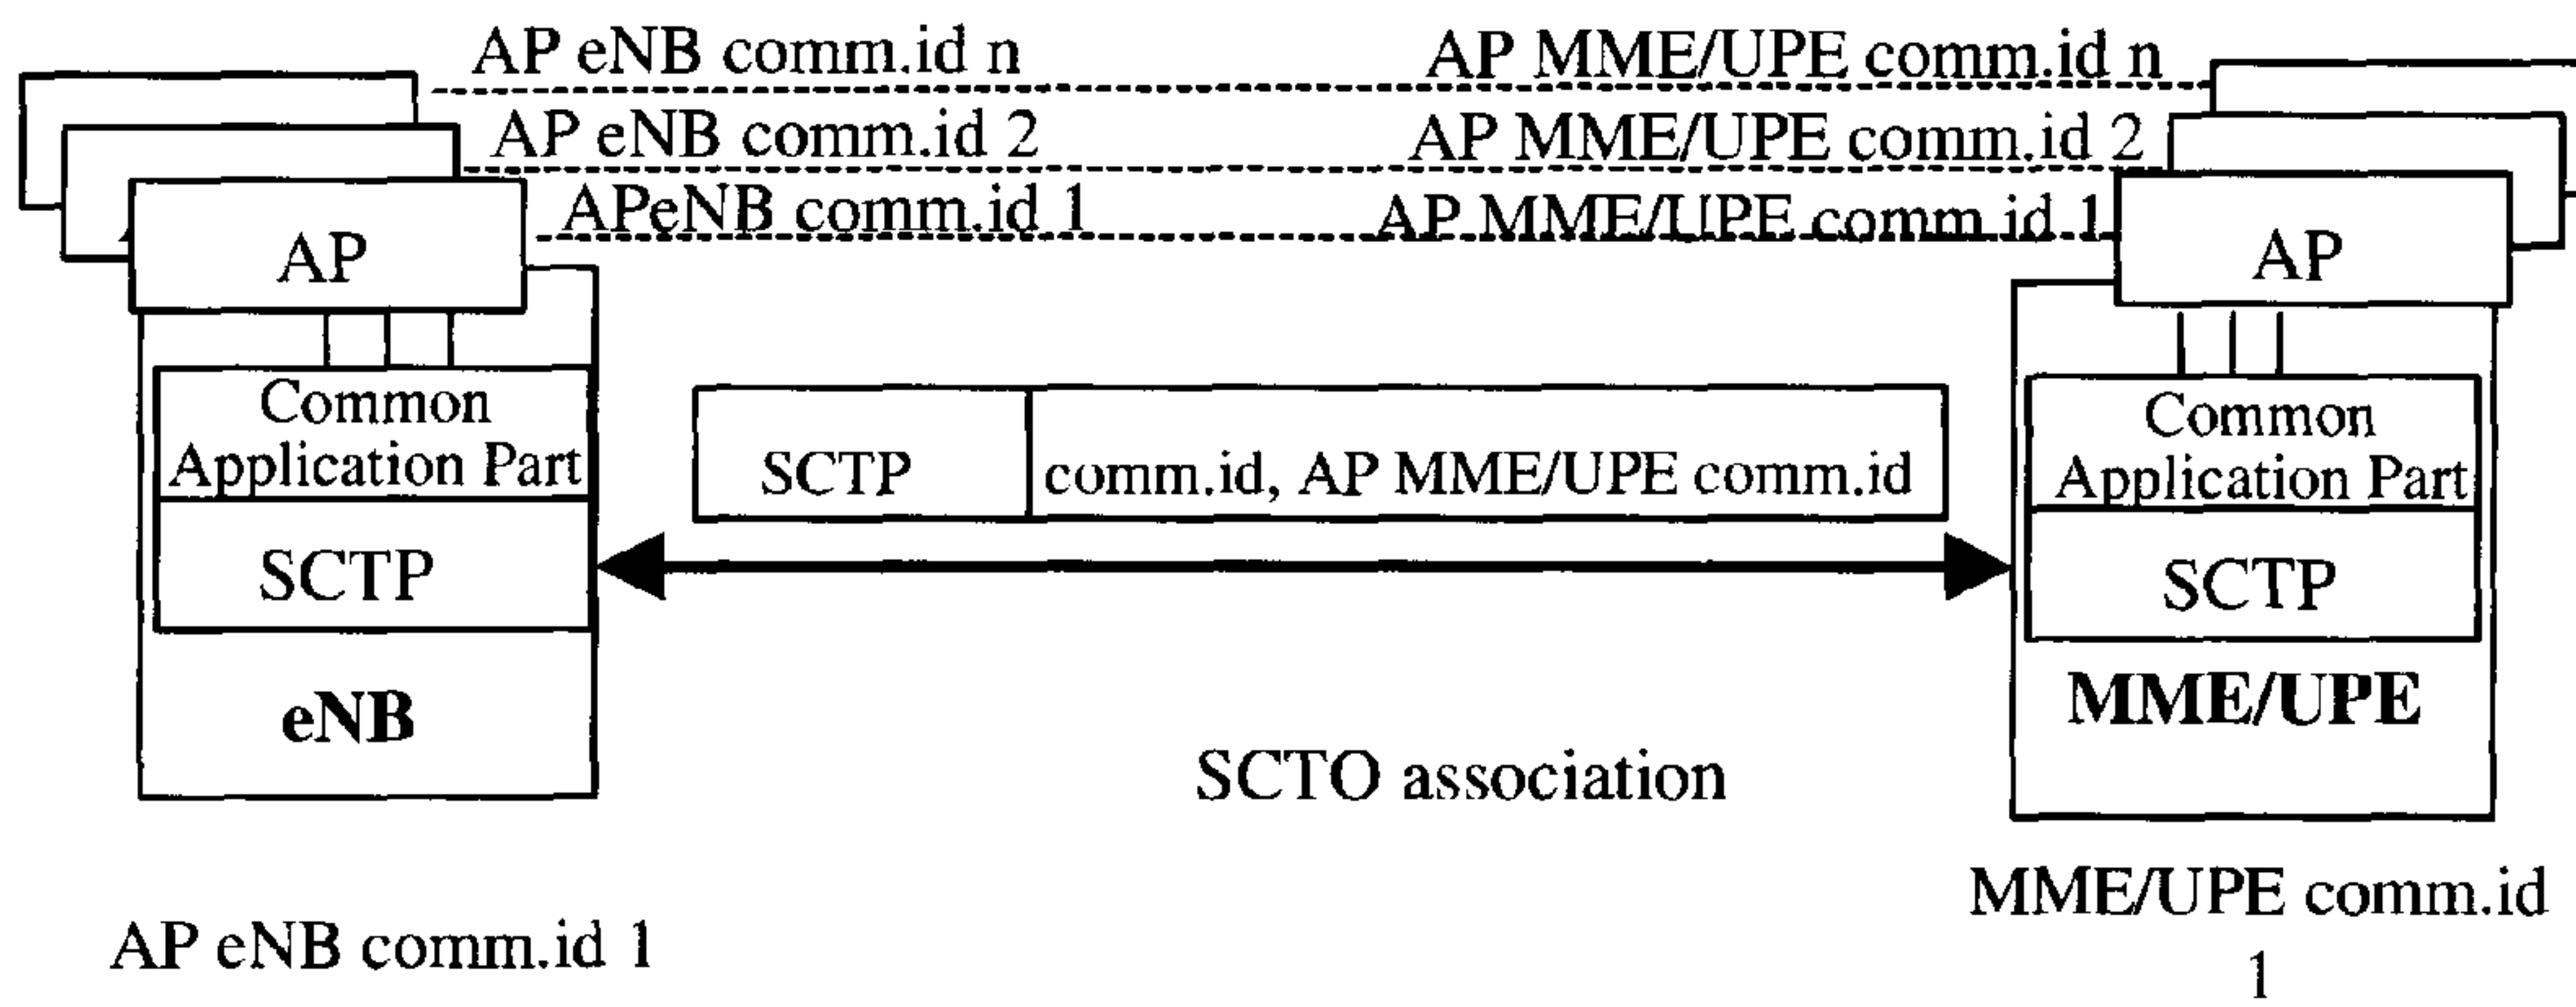 AP eNB comm.id n
AP MME/UPE comm.id n
AP eNB comm.id 2
AP MME/UPE comm.id 2
APeNB comm.id 1
AP MME/UPE comm.id 1
AP
AP
Common
Application Part
SCTP
comm.id, AP MME/UPE comm.id
Common
Application Part
SCTP
SCTP
eNB
MME/UPE
SCTO association
AP eNB comm.id 1
MME/UPE comm.id
1